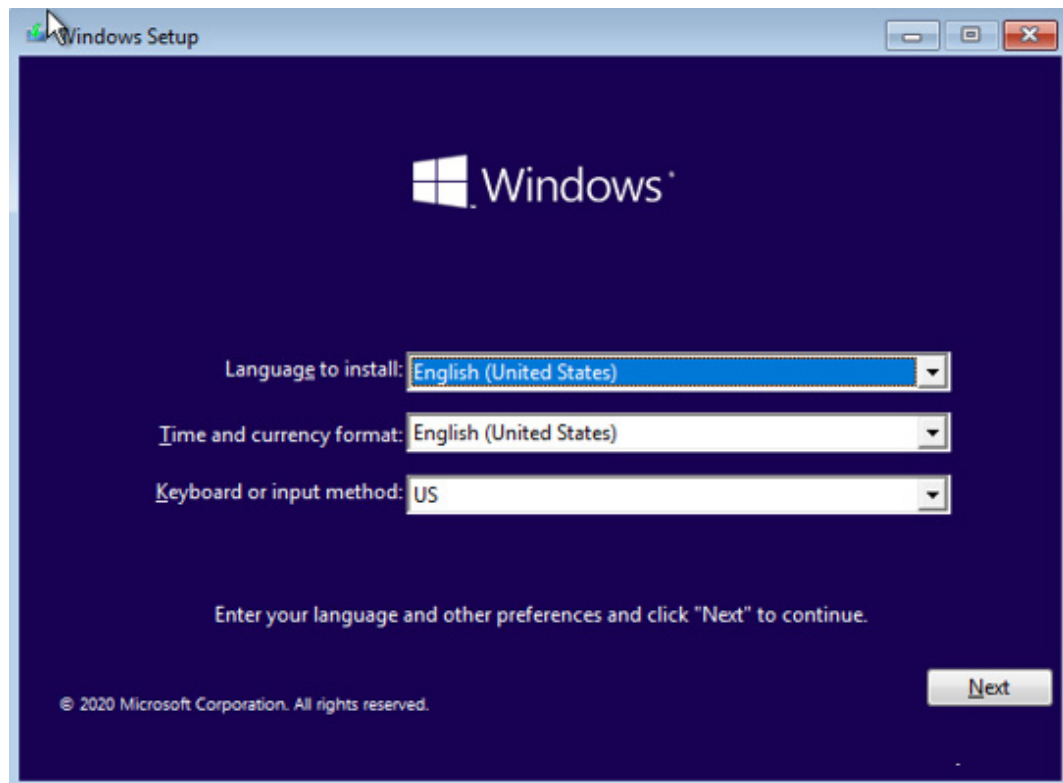 Windows Setup
Windows
Language to install: English (United States)
Time and currency format: English (United States)
Keyboard or input method: US
Enter your language and other preferences and click "Next" to continue.
Next
© 2020 Microsoft Corporation. All rights reserved.